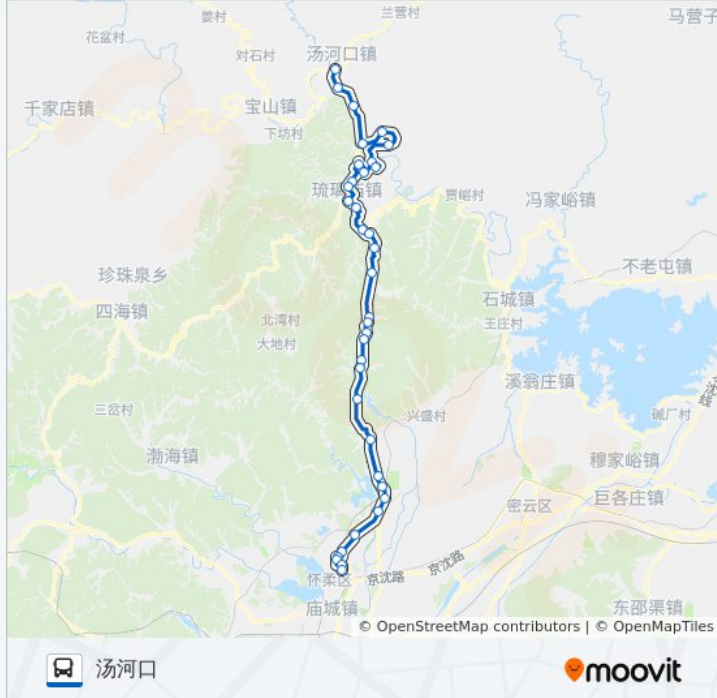 姜村
兰营村
马营子
花盆村
对石村
汤河口镇
千家店镇
宝山镇
下坊村
琉璃庙镇
贾峪村
冯家峪镇
珍珠泉乡
不老屯镇
四海镇
石城镇
北湾村
王庄村
大地村
溪翁庄镇
沈线
三岔村
兴盛村
碱厂村
渤海镇
穆家峪镇
密云区
巨各庄镇
京沈路
京沈路
怀柔区
庙城镇
东邵渠镇
© OpenStreetMap contributors | © OpenMapTiles
汤河口
moovit